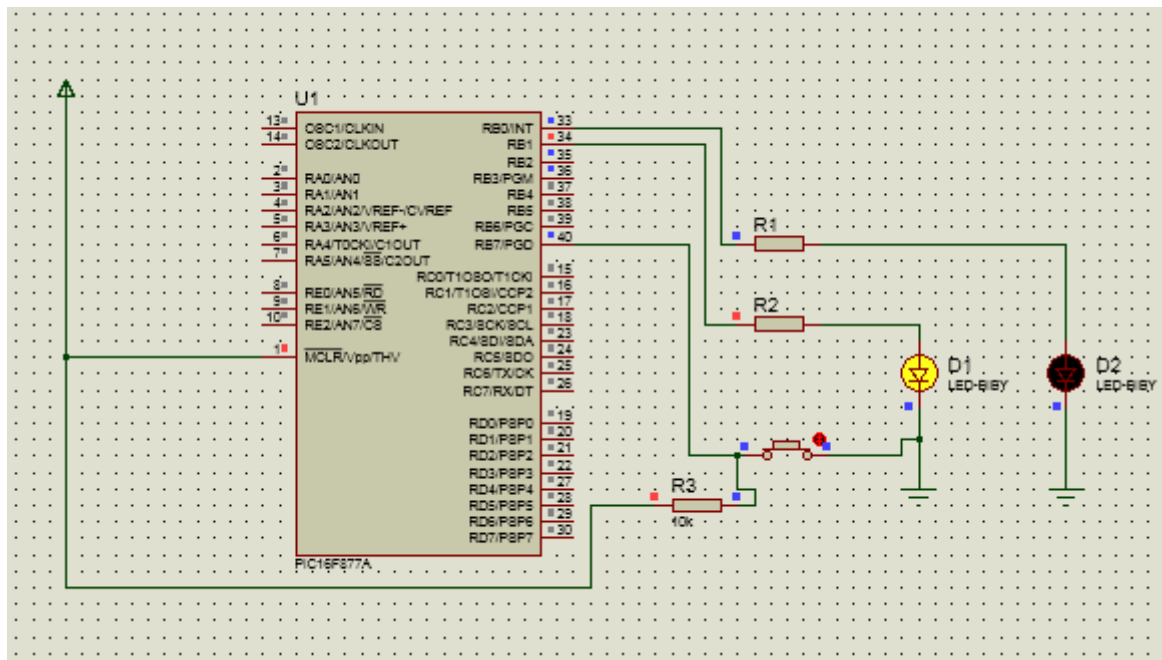 U1
13 OSC1/CLKIN
14 OSC2/CLKOUT
2 RA0/AN0
3 RA1/AN1
4 RA2/AN2/VREF-/CVREF
5 RA3/AN3/VREF+
6 RA4/T0CKI/C1OUT
7 RA5/AN4/SS/C2OUT
8 RE0/AN5/RD
9 RE1/AN6/WR
10 RE2/AN7/CS
1 MCLR/Vpp/THV
RB0/INT 33
RB1 34
RB2 35
RB3/PGM 36
RB4 37
RB5 38
RB6/PGC 39
RB7/PGD 40
RC0/T1OSO/T1CKI 15
RC1/T1OSI/CCP2 16
RC2/CCP1 17
RC3/SCK/SCL 18
RC4/SDI/SDA 23
RC5/SDO 24
RC6/TX/CK 25
RC7/RX/DT 26
RD0/PSP0 19
RD1/PSP1 20
RD2/PSP2 21
RD3/PSP3 22
RD4/PSP4 27
RD5/PSP5 28
RD6/PSP6 29
RD7/PSP7 30
PIC16F877A
R1
R2
D1
LED-BIBY
D2
LED-BIBY
R3
10k